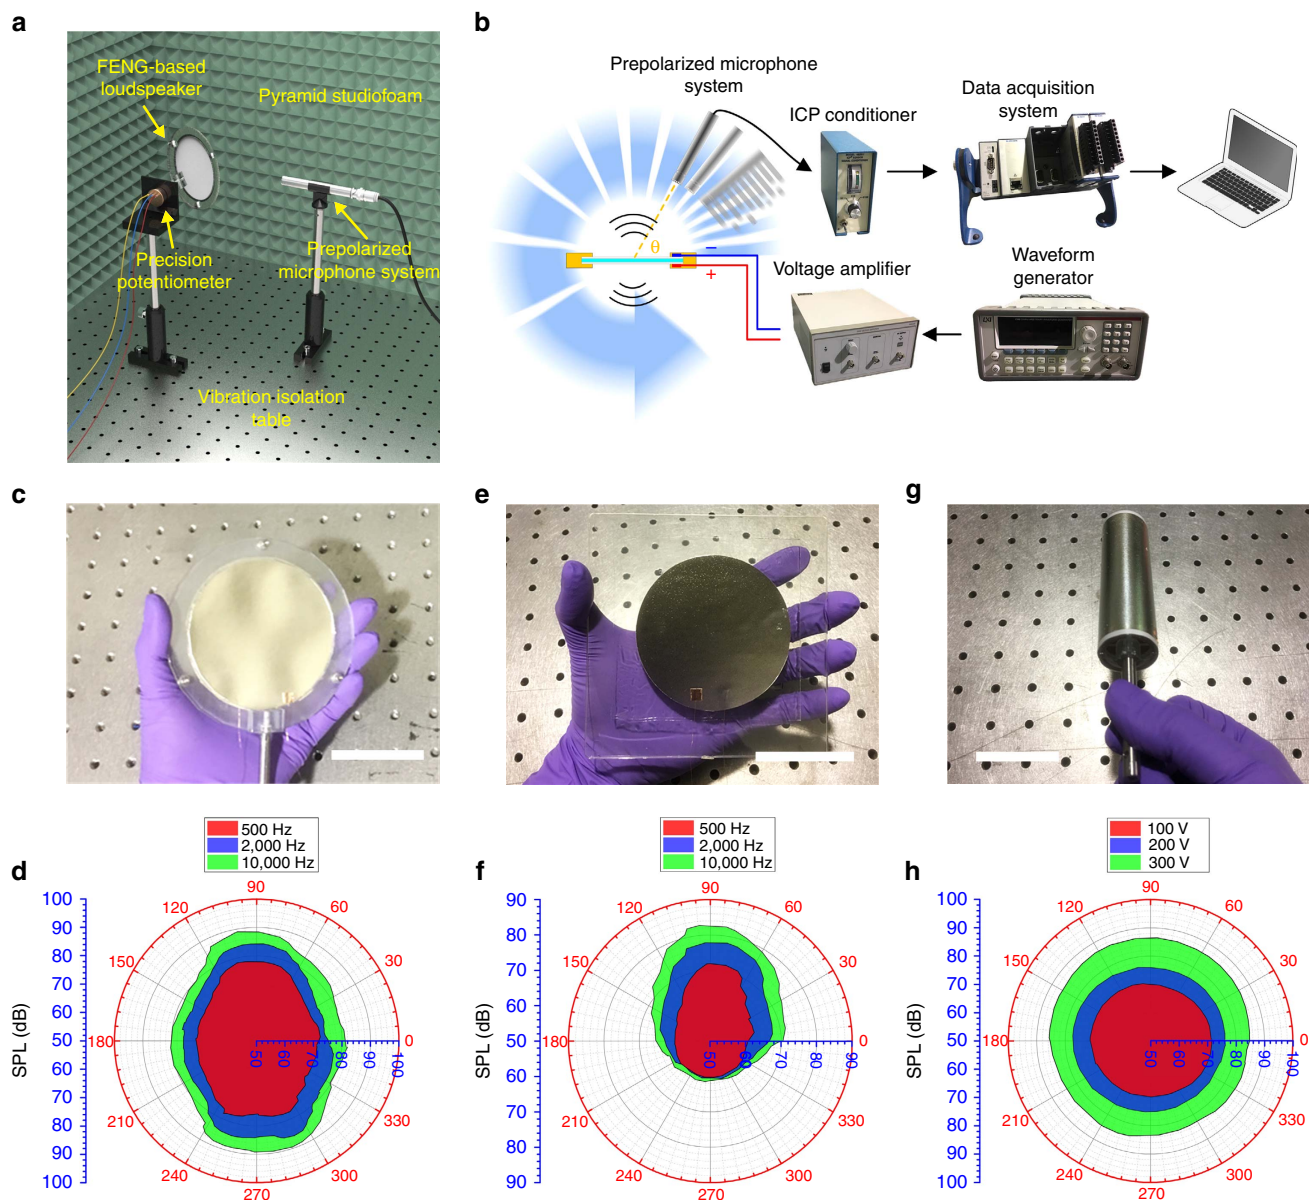 a
FENG-based
loudspeaker
Pyramid studiofoam
Precision
potentiometer
Prepolarized
microphone system
Vibration isolation
table
b
Prepolarized microphone
system
ICP conditioner
Data acquisition
system
θ
−
+
Voltage amplifier
Waveform
generator
c
e
g
d
500 Hz
2,000 Hz
10,000 Hz
SPL (dB)
100
90
80
70
60
50
60
70
80
90
100
90
60
30
0
330
300
270
240
210
180
150
120
50
60
70
80
90
100
f
500 Hz
2,000 Hz
10,000 Hz
SPL (dB)
90
80
70
60
50
60
70
80
80
90
90
60
30
0
330
300
270
240
210
180
150
120
50
60
70
80
90
h
100 V
200 V
300 V
SPL (dB)
100
90
80
70
60
50
60
70
80
90
100
90
60
30
0
330
300
270
240
210
180
150
120
50
60
70
80
90
100